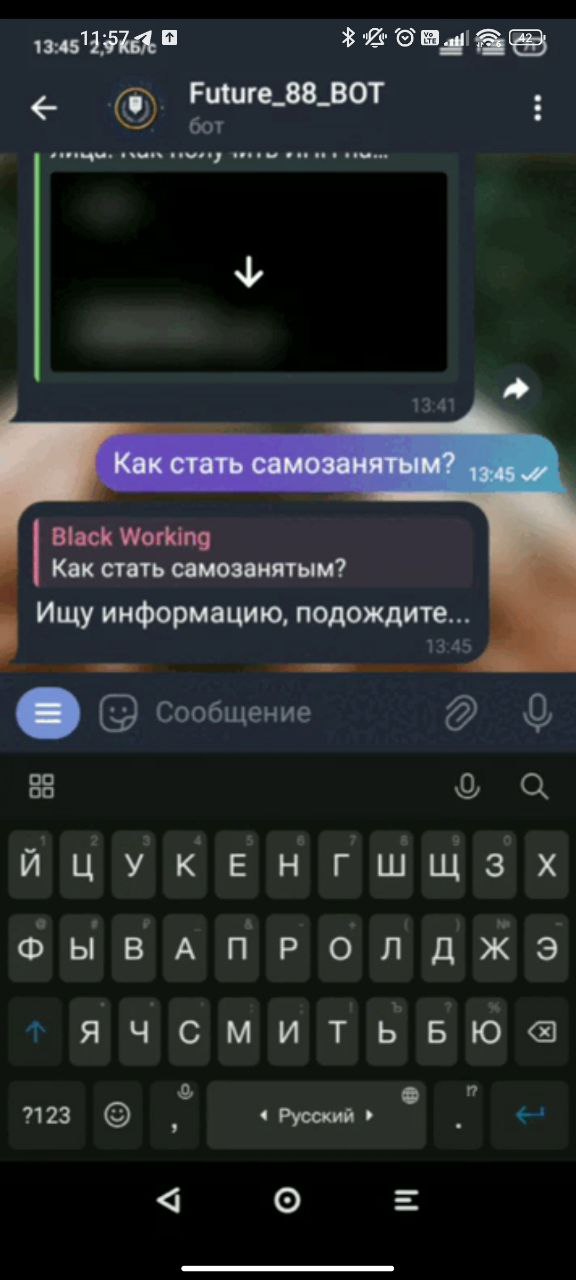 11:57
13:45 2,9 КБ/с
42
Future_88_BOT
бот
лица: Как получить ИНН на...
13:41
Как стать самозанятым? 13:45
Black Working
Как стать самозанятым?
Ищу информацию, подождите...
13:45
Сообщение
1 2 3 4 5 6 7 8 9 0
Й Ц У К Е Н Г Ш Щ З Х
Ф Ы В А П Р О Л Д Ж Э
Я Ч С М И Т Ь Б Ю
?123 , Русский . !?